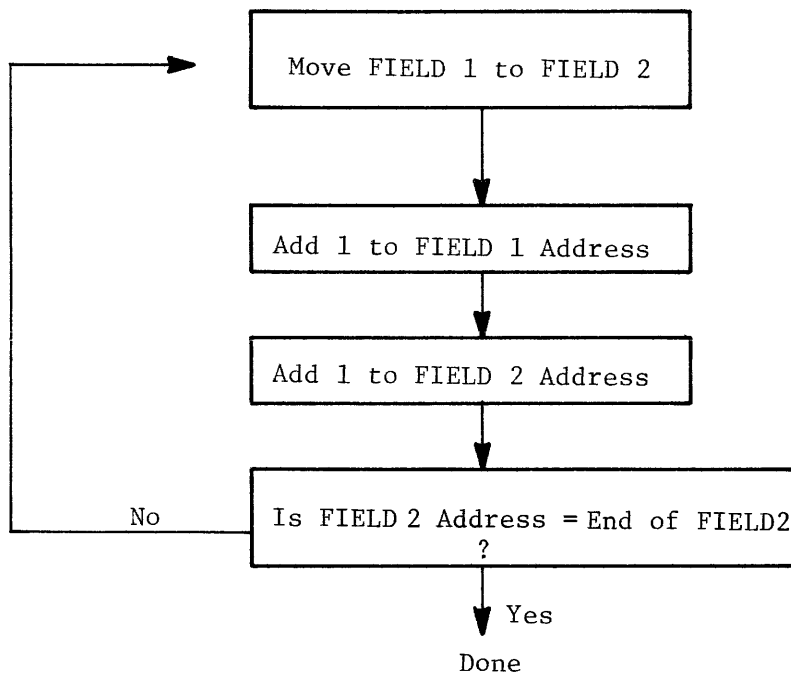 Move FIELD 1 to FIELD 2
Add 1 to FIELD 1 Address
Add 1 to FIELD 2 Address
No
Is FIELD 2 Address = End of FIELD2
?
Yes
Done